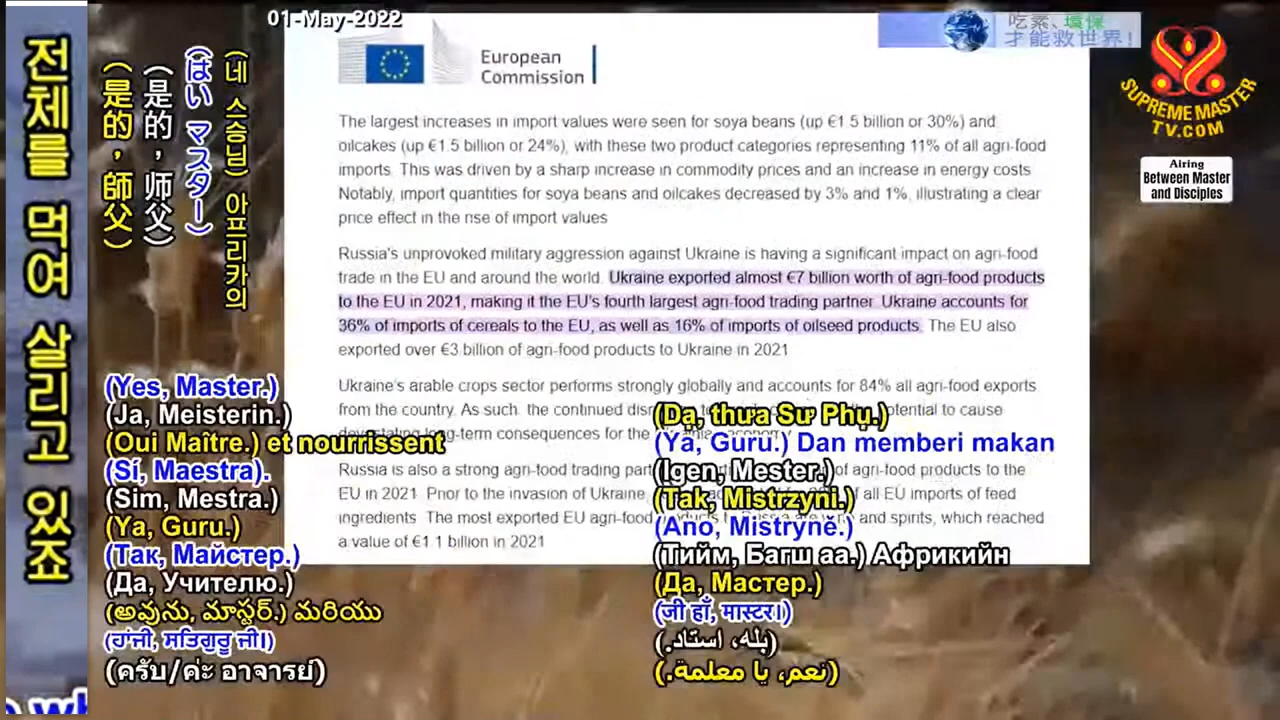 01-May-2022
吃素、環保
才能救世界!
SUPREME MASTER
TV.COM
Airing
Between Master
and Disciples
전체를 먹여 살리고 있죠
(네 스승님) 아프리카의
(はい マスター)
(是的，师父)
(是的，師父)
European
Commission
The largest increases in import values were seen for soya beans (up €1.5 billion or 30%) and
oilcakes (up €1.5 billion or 24%), with these two product categories representing 11% of all agri-food
imports. This was driven by a sharp increase in commodity prices and an increase in energy costs
Notably, import quantities for soya beans and oilcakes decreased by 3% and 1%, illustrating a clear
price effect in the rise of import values
Russia's unprovoked military aggression against Ukraine is having a significant impact on agri-food
trade in the EU and around the world. Ukraine exported almost €7 billion worth of agri-food products
to the EU in 2021, making it the EU's fourth largest agri-food trading partner. Ukraine accounts for
36% of imports of cereals to the EU, as well as 16% of imports of oilseed products. The EU also
exported over €3 billion of agri-food products to Ukraine in 2021
Ukraine's arable crops sector performs strongly globally and accounts for 84% all agri-food exports
from the country. As such, the continued potential to cause
long-term consequences for the
Russia is also a strong agri-food trading of agri-food products to the
EU in 2021 Prior to the invasion of Ukraine, of all EU imports of feed
ingredients The most exported EU agri-food and spirits, which reached
a value of €1.1 billion in 2021
(Yes, Master.)
(Ja, Meisterin.)
(Oui Maître.) et nourrissent
(Sí, Maestra).
(Sim, Mestra.)
(Ya, Guru.)
(Так, Майстер.)
(Да, Учителю.)
(అవును, మాస్టర్.) మరియు
(ਹਾਂਜੀ, ਸਤਿਗੁਰੂ ਜੀ।)
(ครับ/ค่ะ อาจารย์)
(Dạ, thưa Sư Phụ.)
(Ya, Guru.) Dan memberi makan
(Igen, Mester.)
(Tak, Mistrzyni.)
(Ano, Mistryně.)
(Тийм, Багш аа.) Африкийн
(Да, Мастер.)
(जी हाँ, मास्टर।)
(بله، استاد.)
(نعم، يا معلمة.)